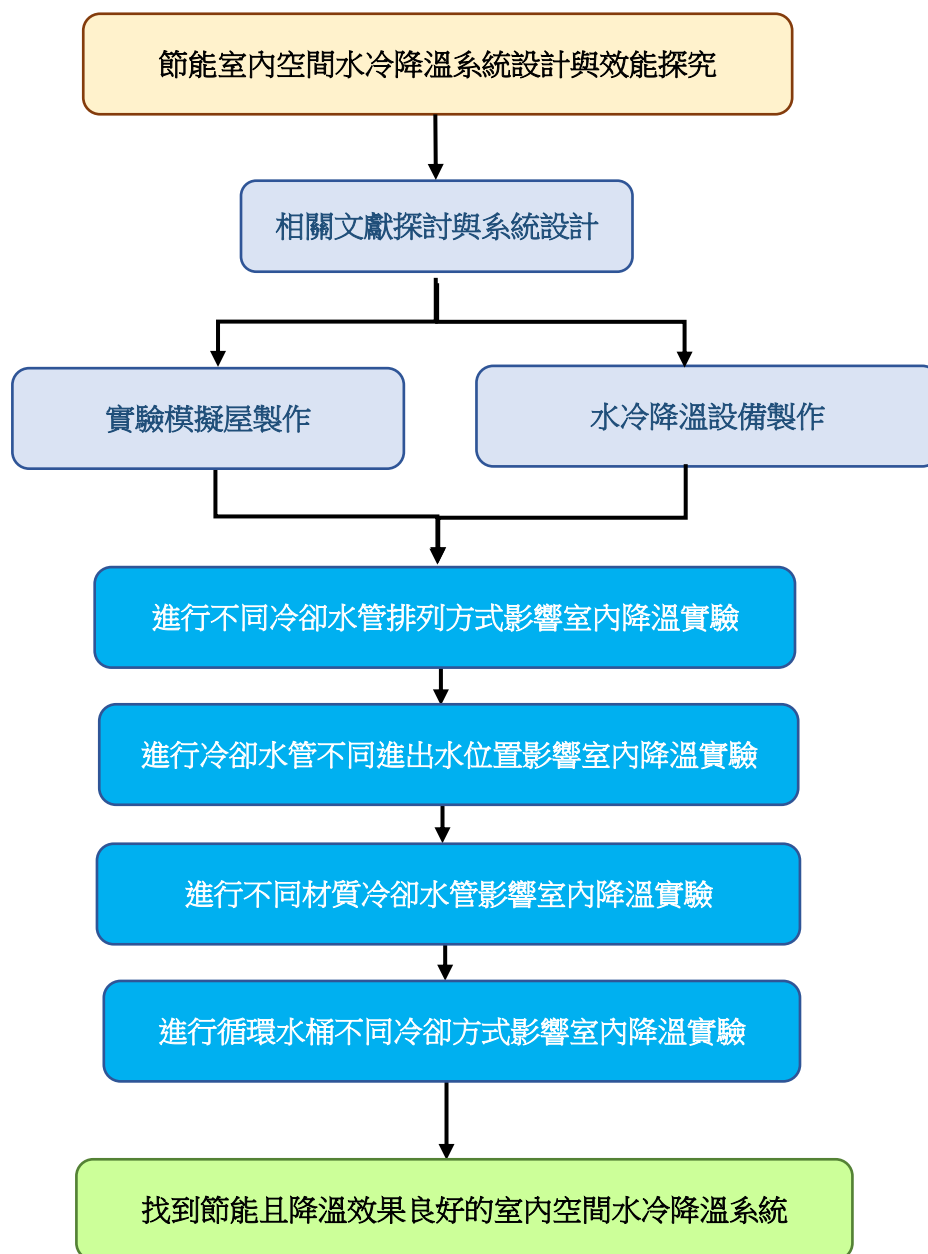 節能室內空間水冷降溫系統設計與效能探究
相關文獻探討與系統設計
實驗模擬屋製作
水冷降溫設備製作
進行不同冷卻水管排列方式影響室內降溫實驗
進行冷卻水管不同進出水位置影響室內降溫實驗
進行不同材質冷卻水管影響室內降溫實驗
進行循環水桶不同冷卻方式影響室內降溫實驗
找到節能且降溫效果良好的室內空間水冷降溫系統